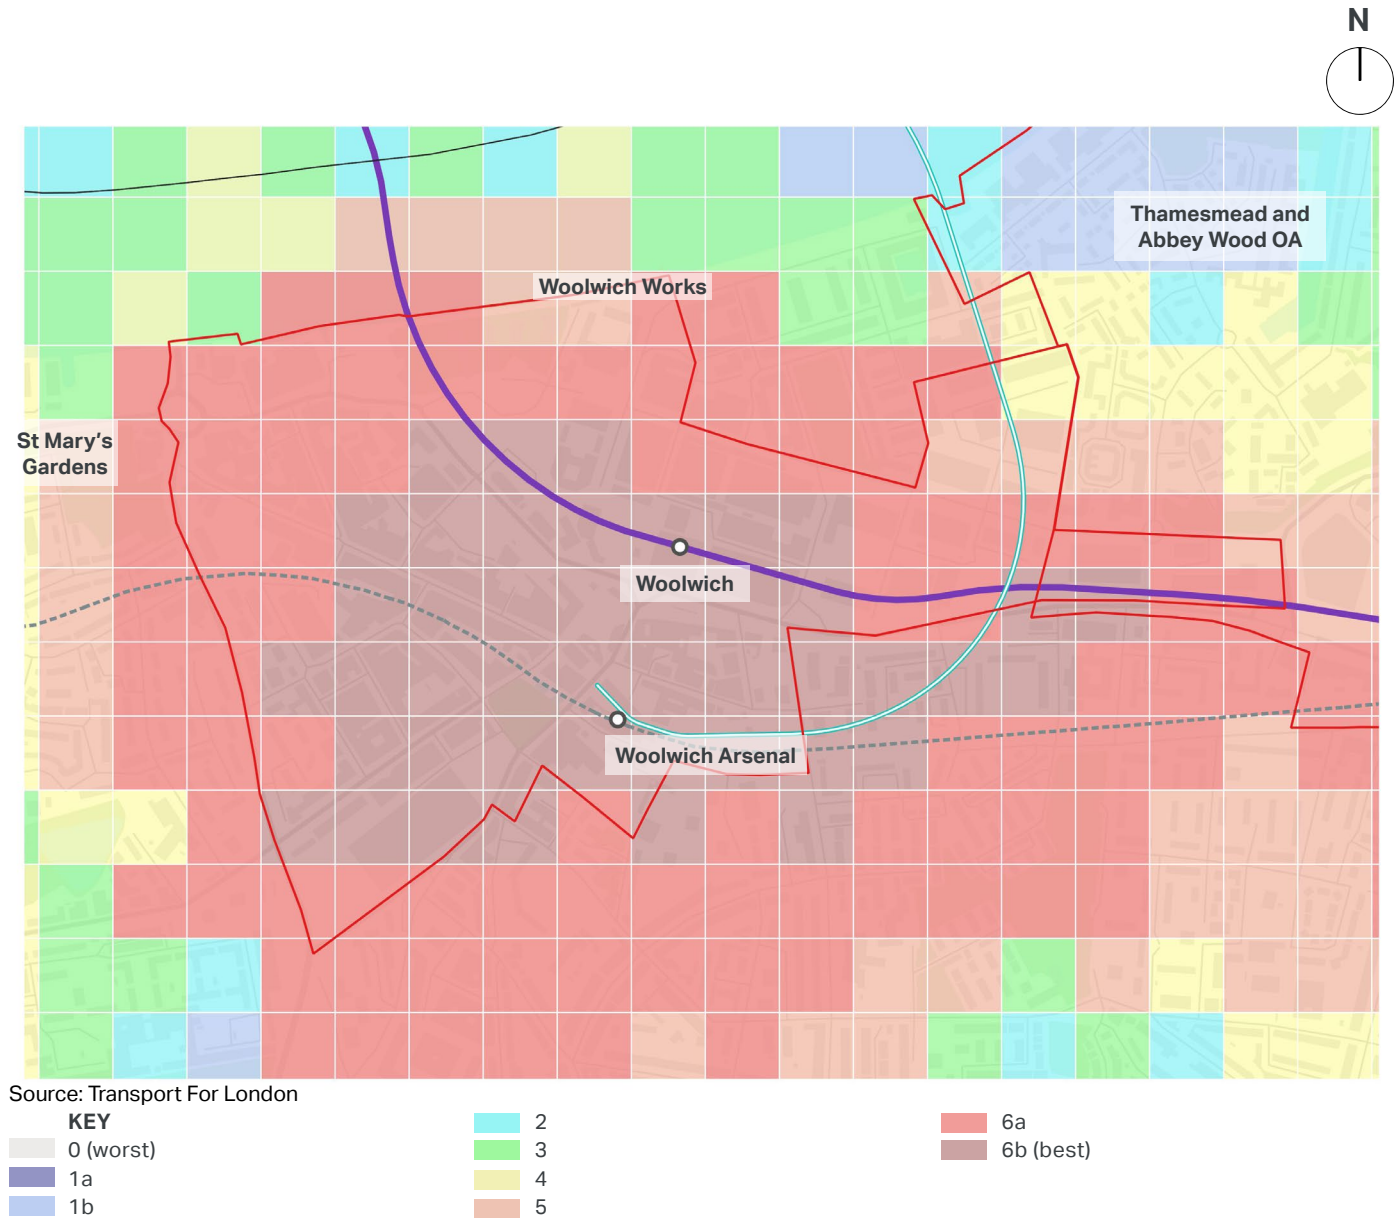 N
Thamesmead and
Abbey Wood OA
Woolwich Works
St Mary's
Gardens
Woolwich
Woolwich Arsenal
Source: Transport For London
KEY
0 (worst)
1a
1b
2
3
4
5
6a
6b (best)